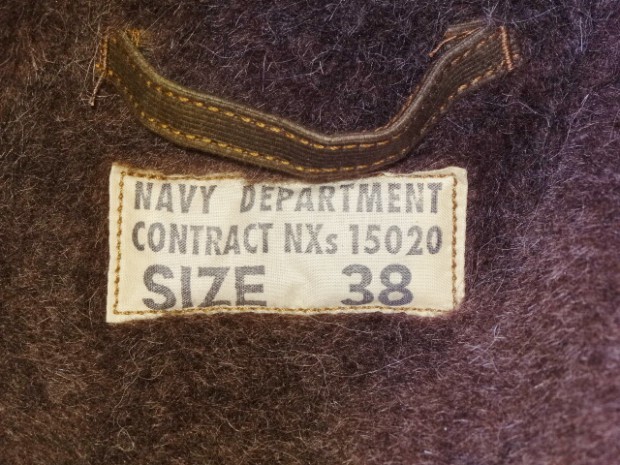 NAVY DEPARTMENT
CONTRACT NXs 15020
SIZE 38